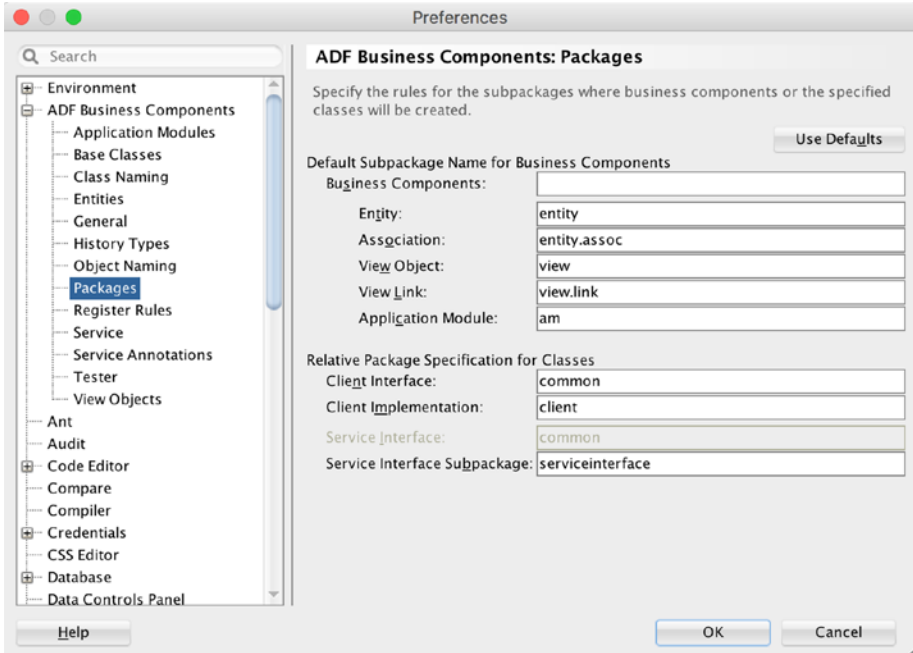 Preferences
Search
Environment
ADF Business Components
Application Modules
Base Classes
Class Naming
Entities
General
History Types
Object Naming
Packages
Register Rules
Service
Service Annotations
Tester
View Objects
Ant
Audit
Code Editor
Compare
Compiler
Credentials
CSS Editor
Database
Data Controls Panel
ADF Business Components: Packages
Specify the rules for the subpackages where business components or the specified
classes will be created.
Use Defaults
Default Subpackage Name for Business Components
Business Components:
Entity: entity
Association: entity.assoc
View Object: view
View Link: view.link
Application Module: am
Relative Package Specification for Classes
Client Interface: common
Client Implementation: client
Service Interface: common
Service Interface Subpackage: serviceinterface
Help
OK
Cancel